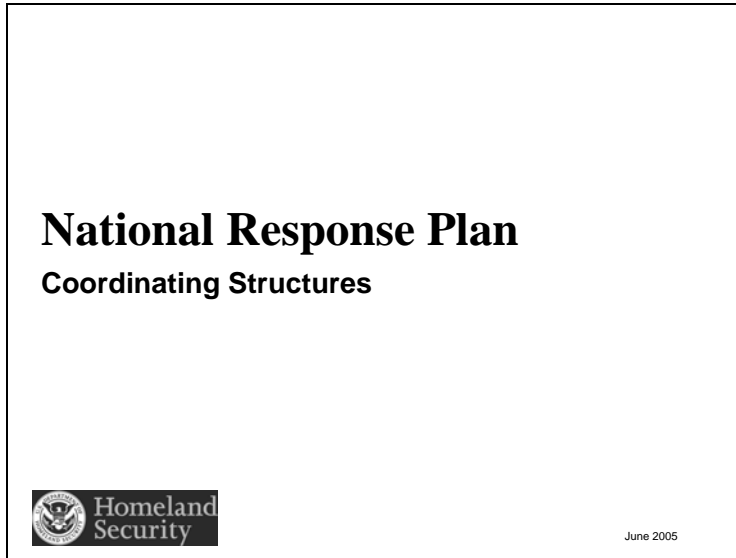 National Response Plan
Coordinating Structures
Homeland
Security
June 2005